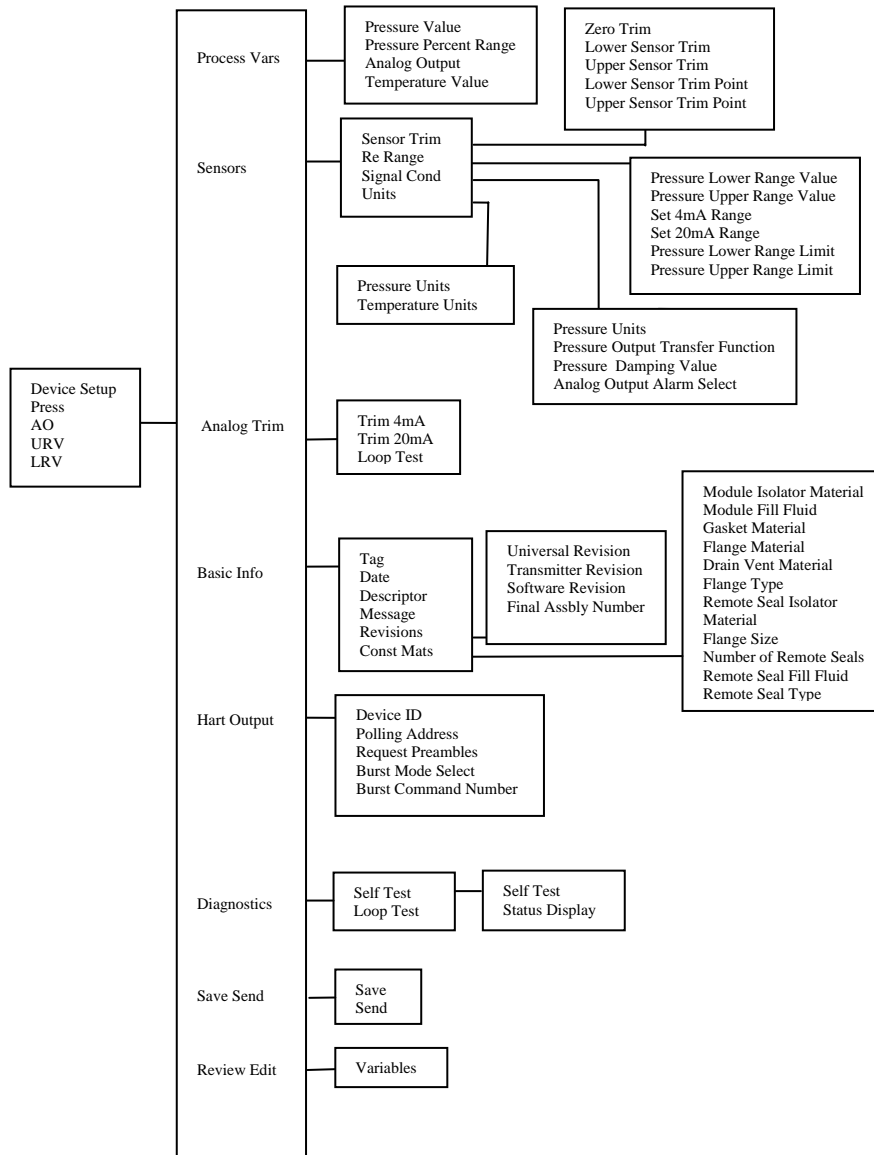 Device Setup
Press
AO
URV
LRV
Process Vars
Pressure Value
Pressure Percent Range
Analog Output
Temperature Value
Sensors
Sensor Trim
Re Range
Signal Cond
Units
Zero Trim
Lower Sensor Trim
Upper Sensor Trim
Lower Sensor Trim Point
Upper Sensor Trim Point
Pressure Lower Range Value
Pressure Upper Range Value
Set 4mA Range
Set 20mA Range
Pressure Lower Range Limit
Pressure Upper Range Limit
Pressure Units
Temperature Units
Pressure Units
Pressure Output Transfer Function
Pressure  Damping Value
Analog Output Alarm Select
Analog Trim
Trim 4mA
Trim 20mA
Loop Test
Basic Info
Tag
Date
Descriptor
Message
Revisions
Const Mats
Universal Revision
Transmitter Revision
Software Revision
Final Assbly Number
Module Isolator Material
Module Fill Fluid
Gasket Material
Flange Material
Drain Vent Material
Flange Type
Remote Seal Isolator
Material
Flange Size
Number of Remote Seals
Remote Seal Fill Fluid
Remote Seal Type
Hart Output
Device ID
Polling Address
Request Preambles
Burst Mode Select
Burst Command Number
Diagnostics
Self Test
Loop Test
Self Test
Status Display
Save Send
Save
Send
Review Edit
Variables